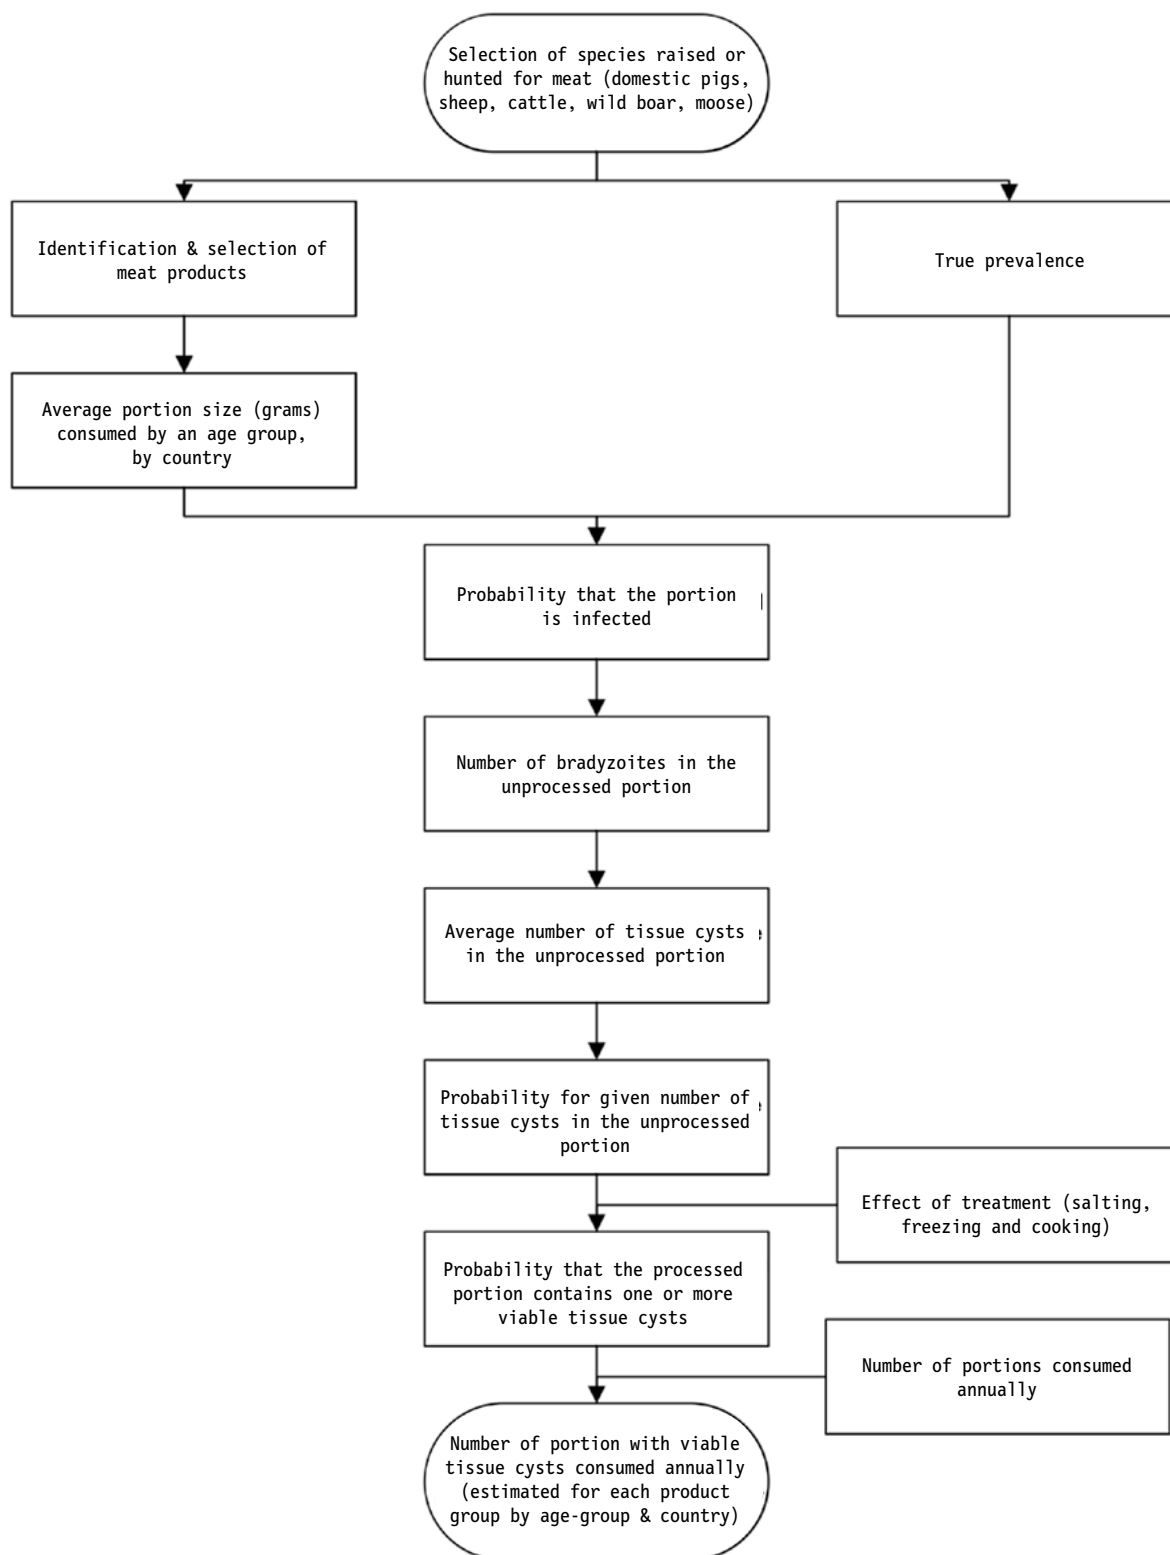 Selection of species raised or
hunted for meat (domestic pigs,
sheep, cattle, wild boar, moose)
Identification & selection of
meat products
True prevalence
Average portion size (grams)
consumed by an age group,
by country
Probability that the portion
is infected
Number of bradyzoites in the
unprocessed portion
Average number of tissue cysts
in the unprocessed portion
Probability for given number of
tissue cysts in the unprocessed
portion
Effect of treatment (salting,
freezing and cooking)
Probability that the processed
portion contains one or more
viable tissue cysts
Number of portions consumed
annually
Number of portion with viable
tissue cysts consumed annually
(estimated for each product
group by age-group & country)